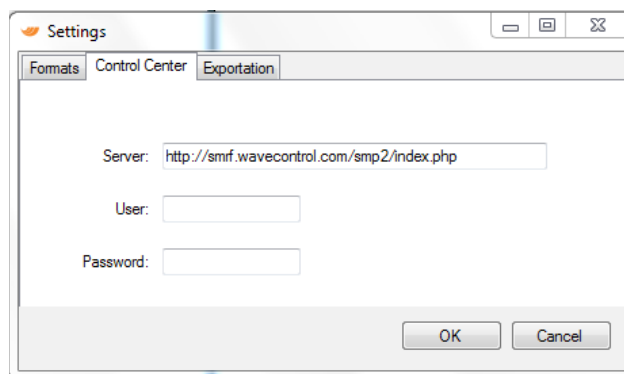 Settings
Formats Control Center Exportation
Server: http://smrf.wavecontrol.com/smp2/index.php
User:
Password:
OK Cancel